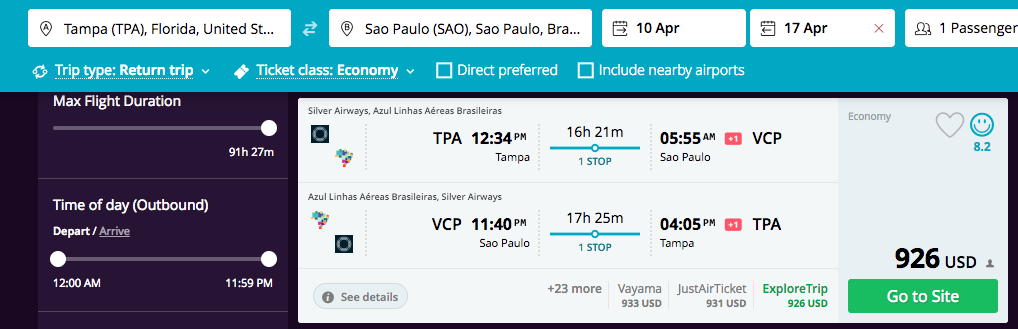 A Tampa (TPA), Florida, United St... B Sao Paulo (SAO), Sao Paulo, Bra... 10 Apr 17 Apr 1 Passenger
Trip type: Return trip Ticket class: Economy Direct preferred Include nearby airports
Max Flight Duration
91h 27m
Time of day (Outbound)
Depart / Arrive
12:00 AM 11:59 PM
Silver Airways, Azul Linhas Aéreas Brasileiras
TPA 12:34 PM 16h 21m 05:55 AM +1 VCP
Tampa 1 STOP Sao Paulo
Azul Linhas Aéreas Brasileiras, Silver Airways
VCP 11:40 PM 17h 25m 04:05 PM +1 TPA
Sao Paulo 1 STOP Tampa
See details +23 more Vayama JustAirTicket ExploreTrip
933 USD 931 USD 926 USD
Economy
8.2
926 USD
Go to Site